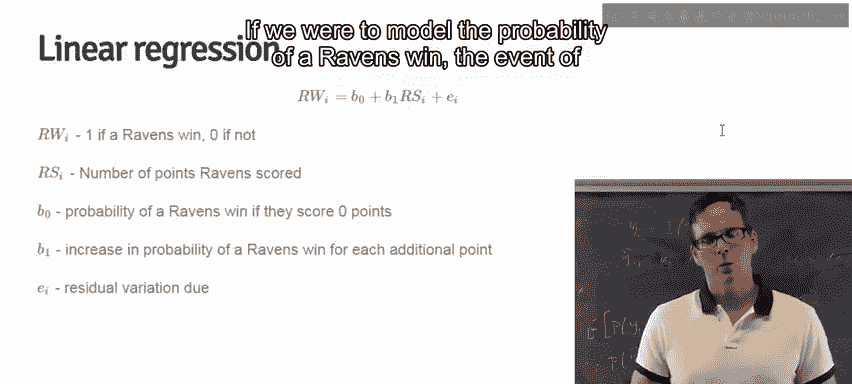 If we were to model the probability
of a Ravens win, the event of
Linear regression
RWᵢ = b₀ + b₁RSᵢ + eᵢ
RWᵢ - 1 if a Ravens win, 0 if not
RSᵢ - Number of points Ravens scored
b₀ - probability of a Ravens win if they score 0 points
b₁ - increase in probability of a Ravens win for each additional point
eᵢ - residual variation due